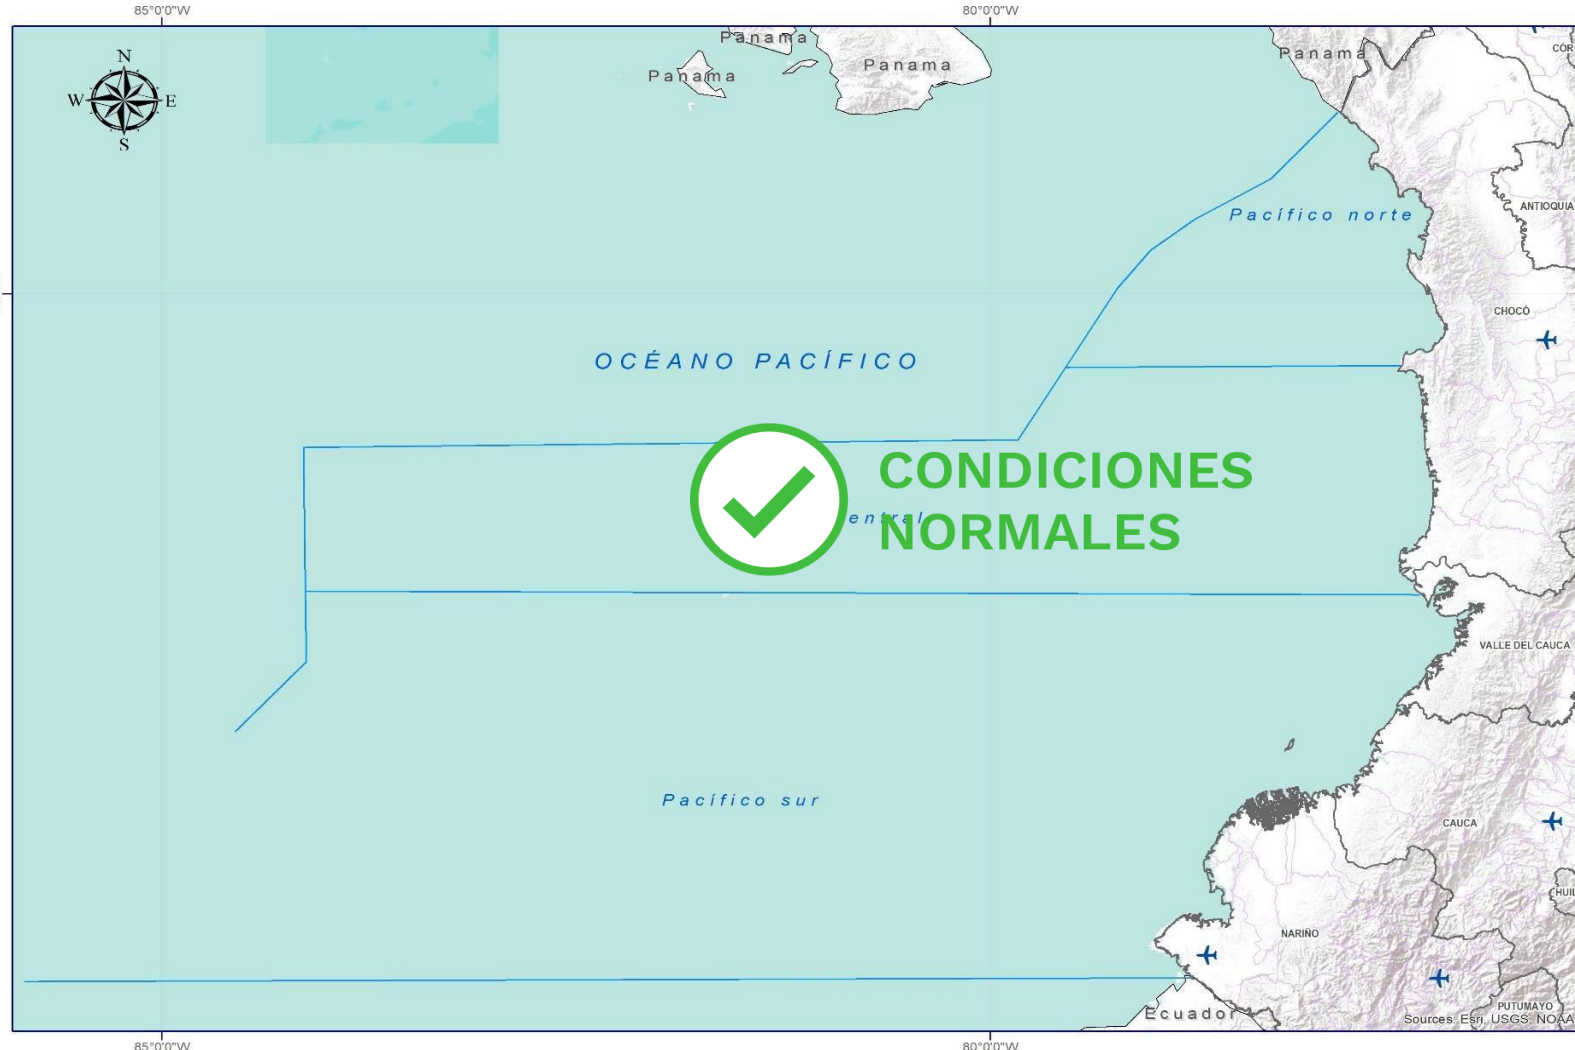 85°0'0"W
80°0'0"W
N
W
E
S
Panama
Panama
Panama
Panama
CÓR
ANTIOQUIA
Pacífico norte
CHOCÓ
OCÉANO PACÍFICO
CONDICIONES
NORMALES
entral
VALLE DEL CAUCA
Pacífico sur
CAUCA
HUIL
NARIÑO
PUTUMAYO
Ecuador
Sources: Esri, USGS, NOAA
85°0'0"W
80°0'0"W